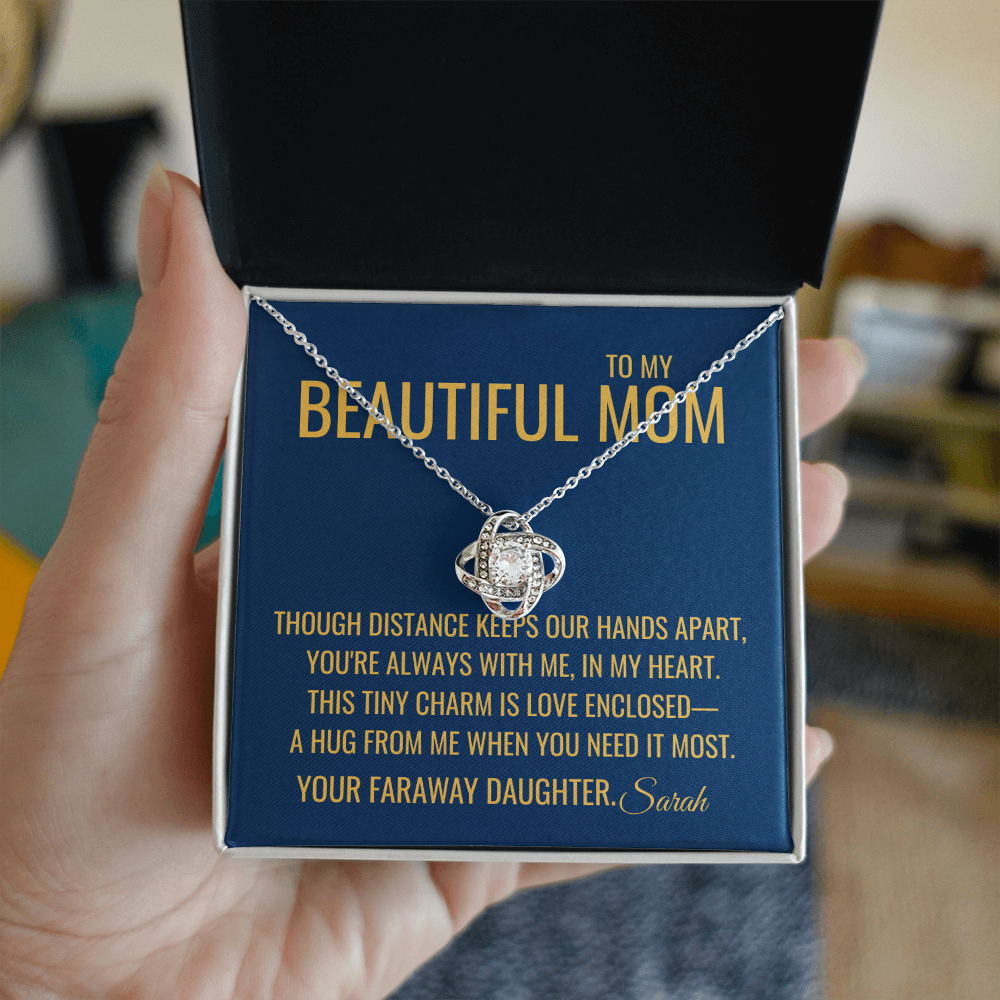 TO MY
BEAUTIFUL MOM
THOUGH DISTANCE KEEPS OUR HANDS APART,
YOU'RE ALWAYS WITH ME, IN MY HEART.
THIS TINY CHARM IS LOVE ENCLOSED—
A HUG FROM ME WHEN YOU NEED IT MOST.
YOUR FARAWAY DAUGHTER. Sarah